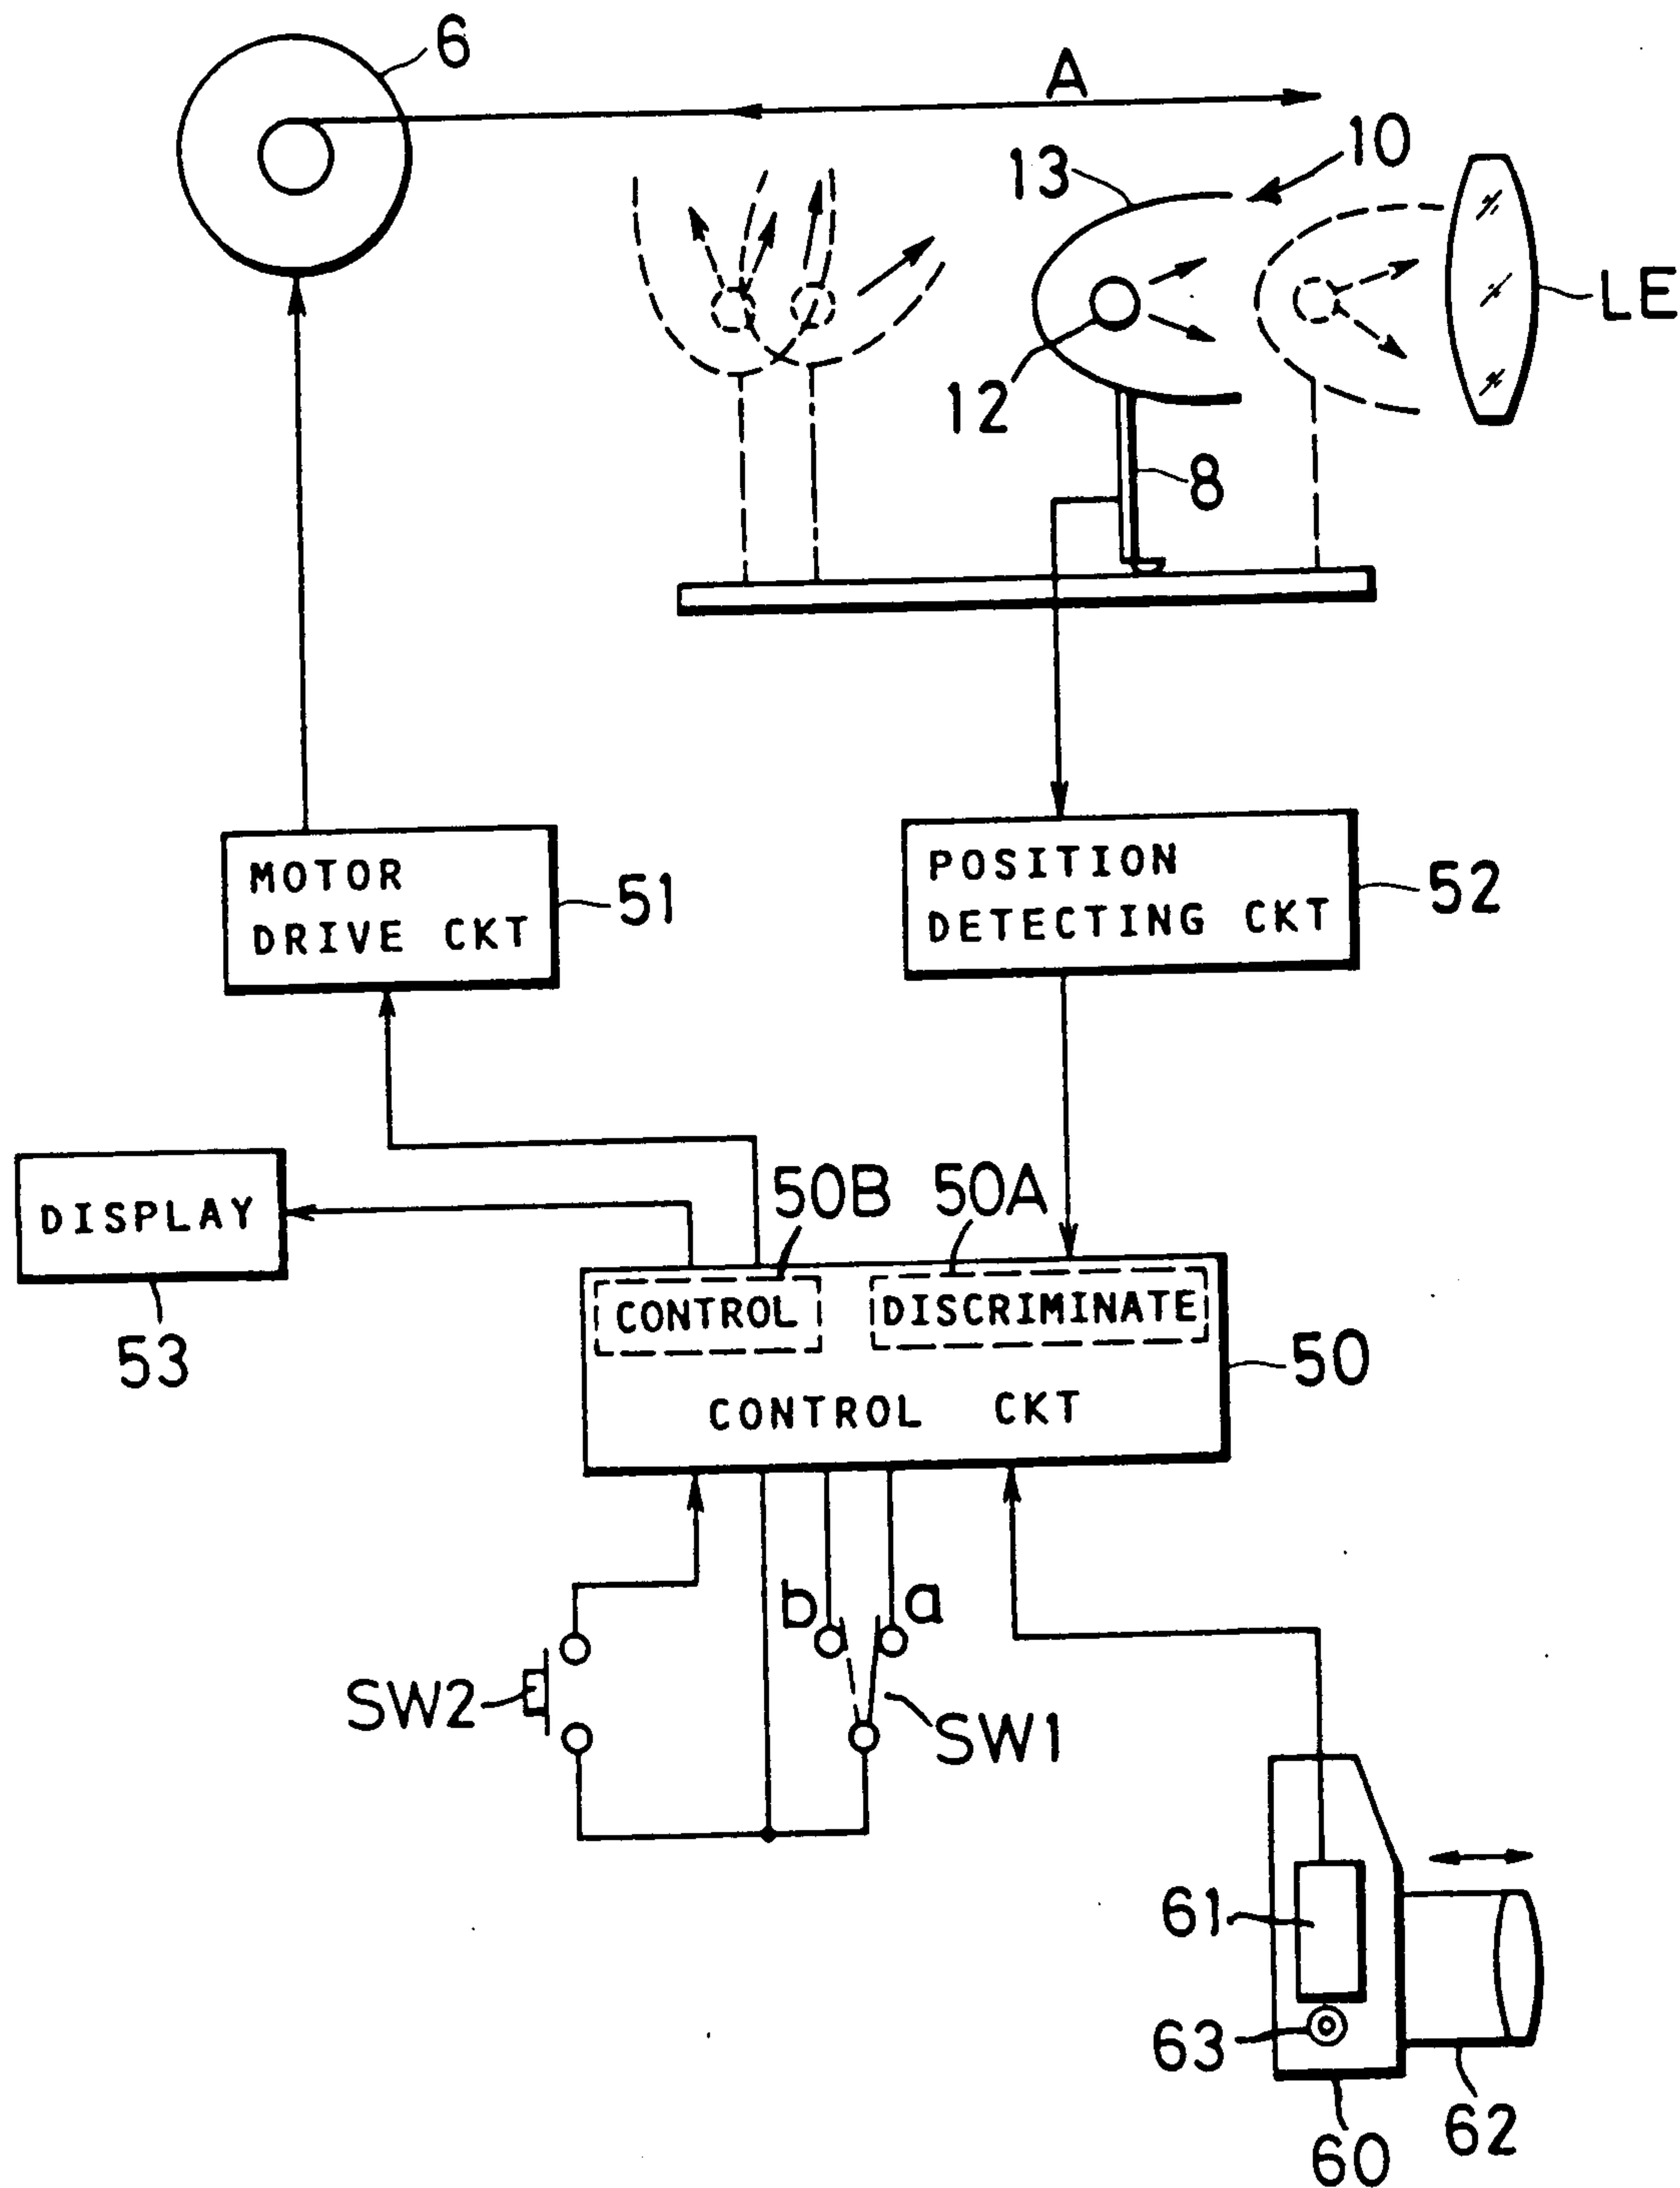 6
A
10
13
LE
12
8
MOTOR
DRIVE CKT
51
POSITION
DETECTING CKT
52
50B
50A
DISPLAY
53
CONTROL
DISCRIMINATE
50
CONTROL CKT
b
a
SW2
SW1
61
63
62
60